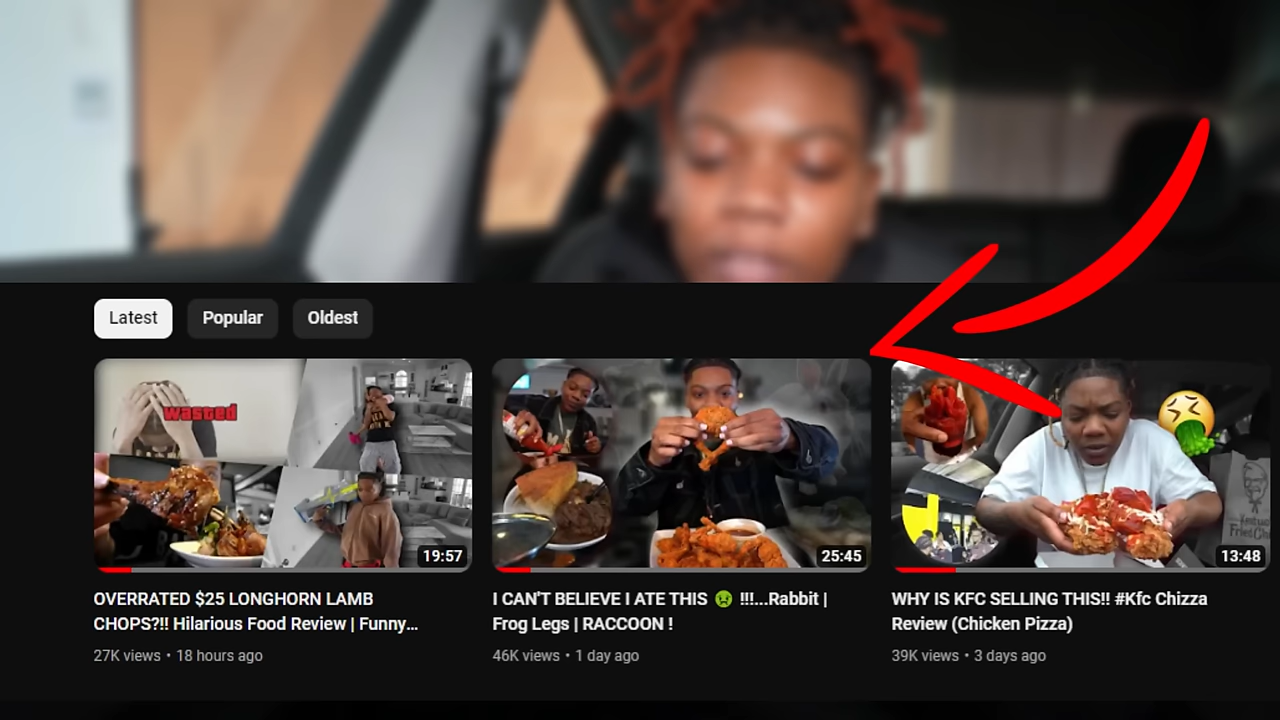 Latest
Popular
Oldest
wasted
19:57
25:45
13:48
OVERRATED $25 LONGHORN LAMB
CHOPS?!! Hilarious Food Review | Funny...
27K views • 18 hours ago
I CAN'T BELIEVE I ATE THIS 🤢 !!!...Rabbit |
Frog Legs | RACCOON !
46K views • 1 day ago
WHY IS KFC SELLING THIS!! #Kfc Chizza
Review (Chicken Pizza)
39K views • 3 days ago